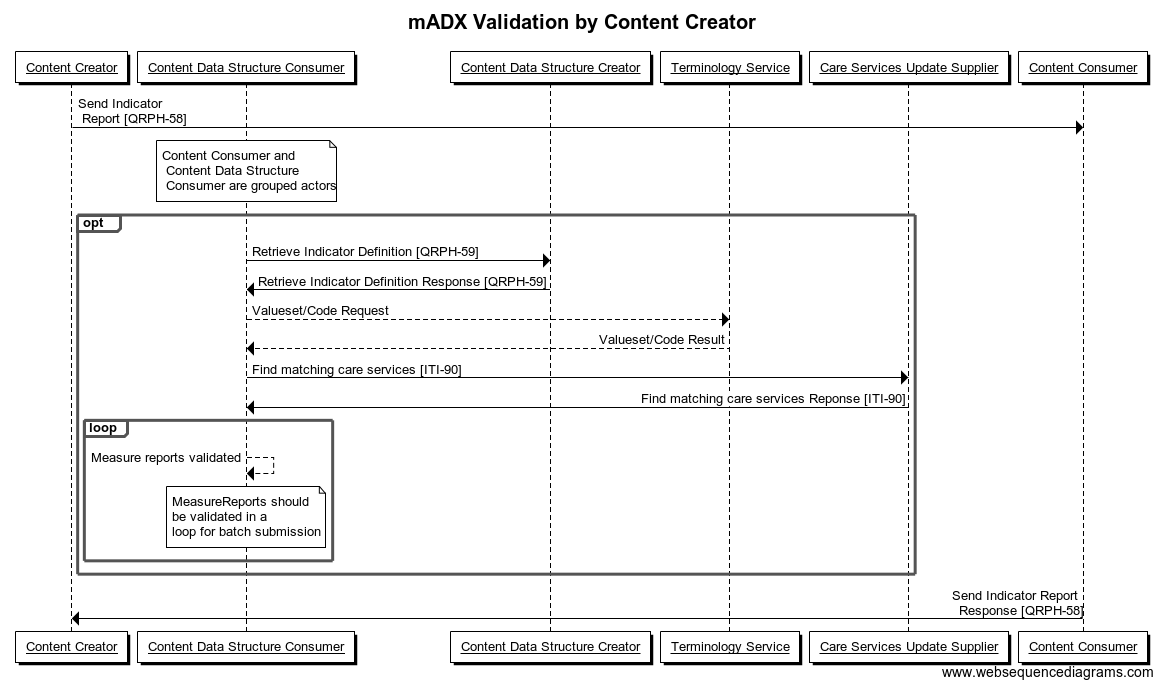 mADX Validation by Content Creator
Content Creator
Content Data Structure Consumer
Content Data Structure Creator
Terminology Service
Care Services Update Supplier
Content Consumer
Send Indicator
Report [QRPH-58]
Content Consumer and
Content Data Structure
Consumer are grouped actors
opt
Retrieve Indicator Definition [QRPH-59]
Retrieve Indicator Definition Response [QRPH-59]
Valueset/Code Request
Valueset/Code Result
Find matching care services [ITI-90]
Find matching care services Reponse [ITI-90]
loop
Measure reports validated
MeasureReports should
be validated in a
loop for batch submission
Send Indicator Report
Response [QRPH-58]
Content Creator
Content Data Structure Consumer
Content Data Structure Creator
Terminology Service
Care Services Update Supplier
Content Consumer
www.websequencediagrams.com